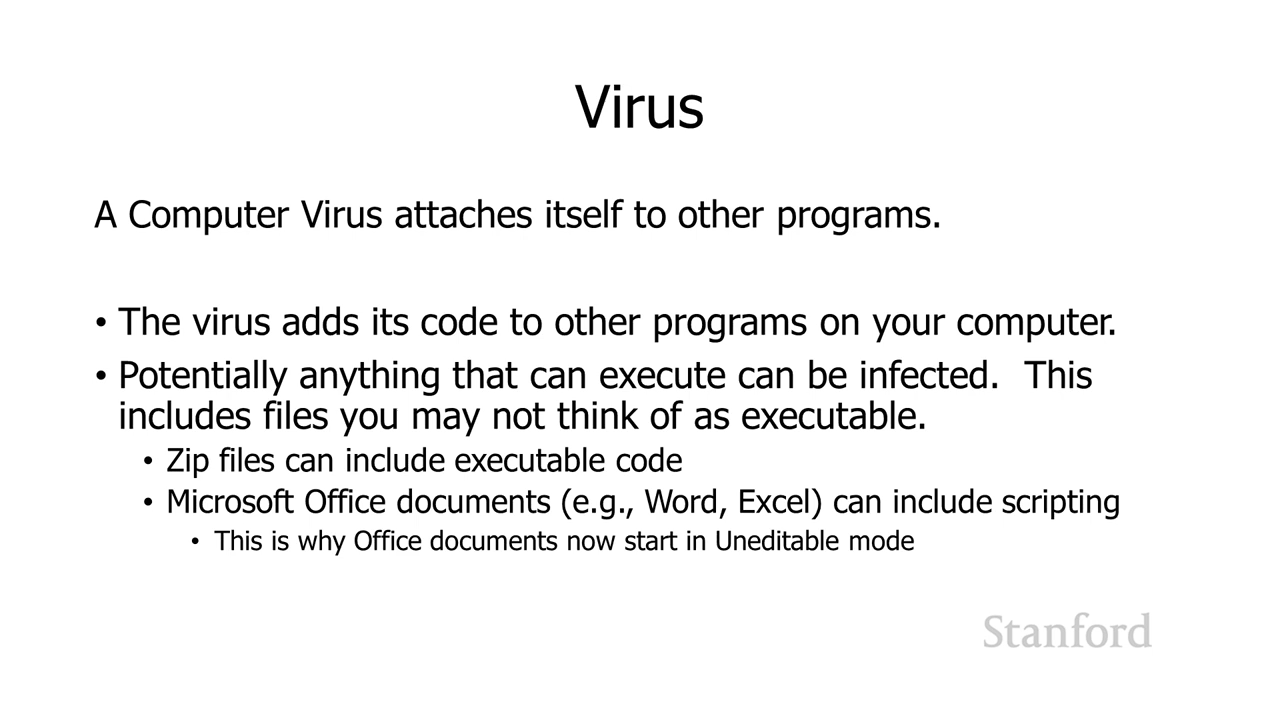 Virus
A Computer Virus attaches itself to other programs.
• The virus adds its code to other programs on your computer.
• Potentially anything that can execute can be infected.  This
includes files you may not think of as executable.
• Zip files can include executable code
• Microsoft Office documents (e.g., Word, Excel) can include scripting
• This is why Office documents now start in Uneditable mode
Stanford